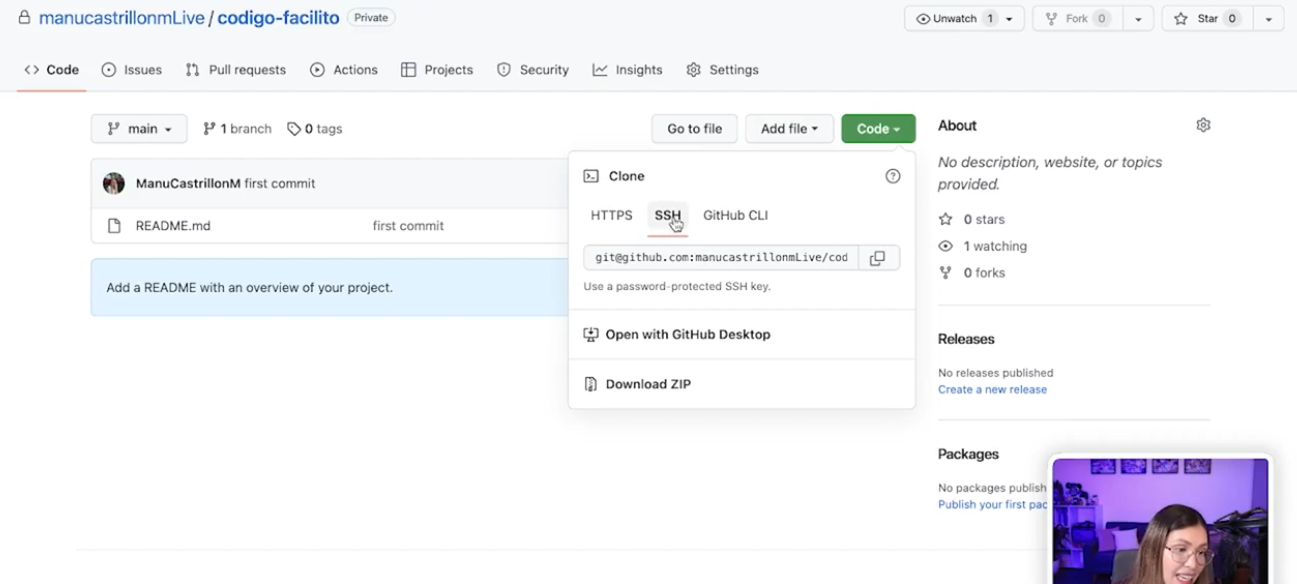 manucastrillonmLive / codigo-facilito Private
Unwatch 1 Fork 0 Star 0
Code Issues Pull requests Actions Projects Security Insights Settings
main 1 branch 0 tags Go to file Add file Code
ManuCastrillonM first commit
README.md first commit
Add a README with an overview of your project.
Clone
HTTPS SSH GitHub CLI
git@github.com:manucastrillonmLive/cod
Use a password-protected SSH key.
Open with GitHub Desktop
Download ZIP
About
No description, website, or topics
provided.
0 stars
1 watching
0 forks
Releases
No releases published
Create a new release
Packages
No packages publish
Publish your first pac